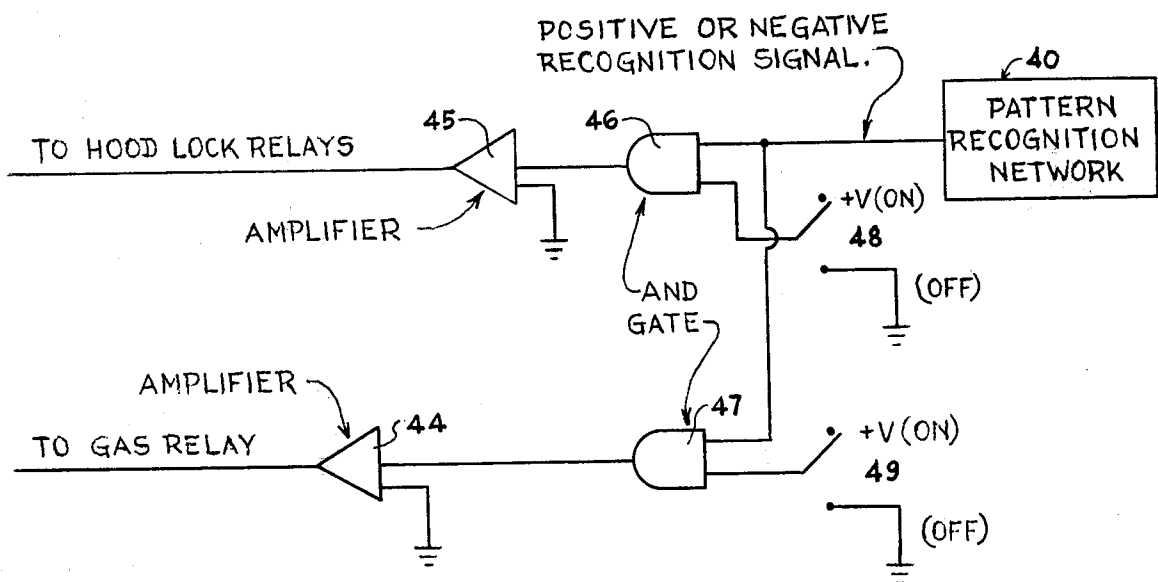 POSITIVE OR NEGATIVE
RECOGNITION SIGNAL.
40
PATTERN
RECOGNITION
NETWORK
45
46
TO HOOD LOCK RELAYS
AMPLIFIER
+V(ON)
48
(OFF)
AND
GATE
AMPLIFIER
44
47
TO GAS RELAY
+V(ON)
49
(OFF)